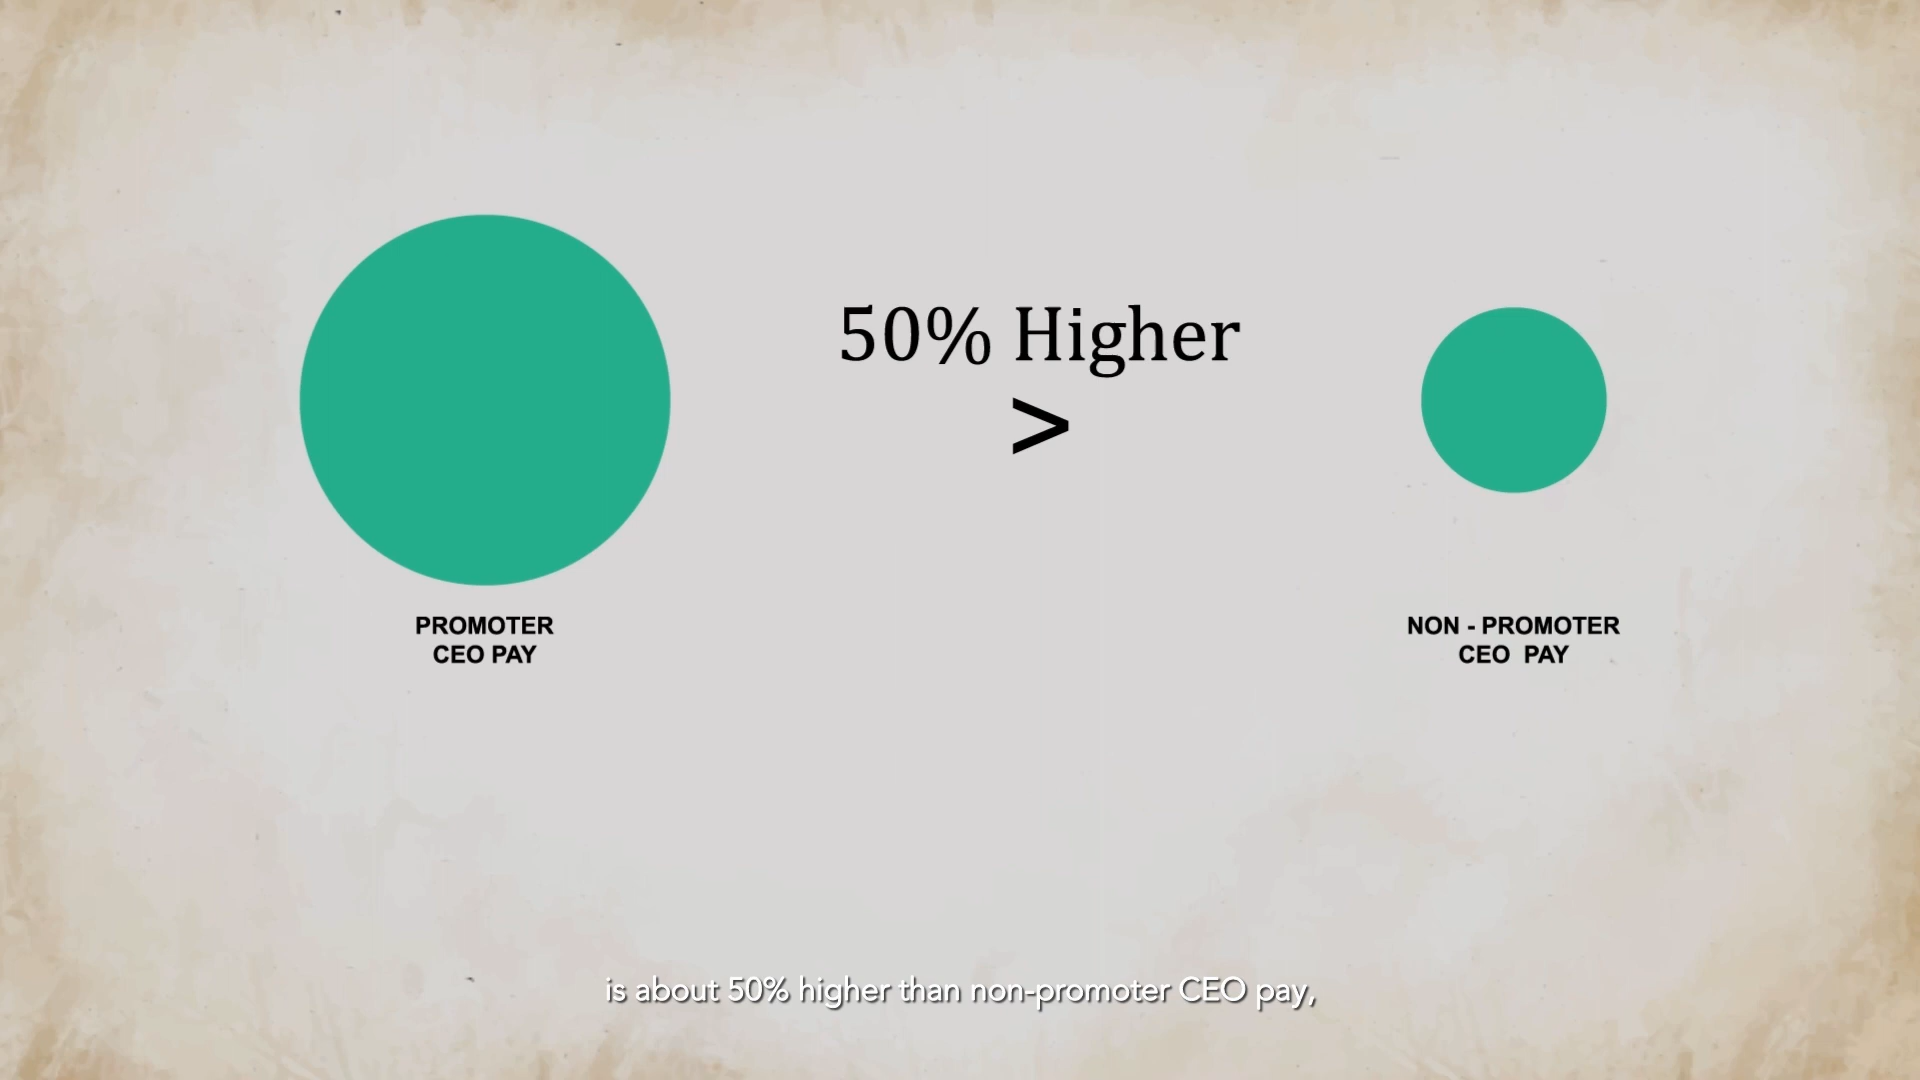 50% Higher
>
PROMOTER
CEO PAY
NON - PROMOTER
CEO PAY
is about 50% higher than non-promoter CEO pay,